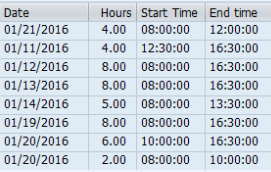 Date Hours Start Time End time
01/21/2016 4.00 08:00:00 12:00:00
01/11/2016 4.00 12:30:00 16:30:00
01/12/2016 8.00 08:00:00 16:30:00
01/13/2016 8.00 08:00:00 16:30:00
01/14/2016 5.00 08:00:00 13:30:00
01/19/2016 8.00 08:00:00 16:30:00
01/20/2016 6.00 10:00:00 16:30:00
01/20/2016 2.00 08:00:00 10:00:00